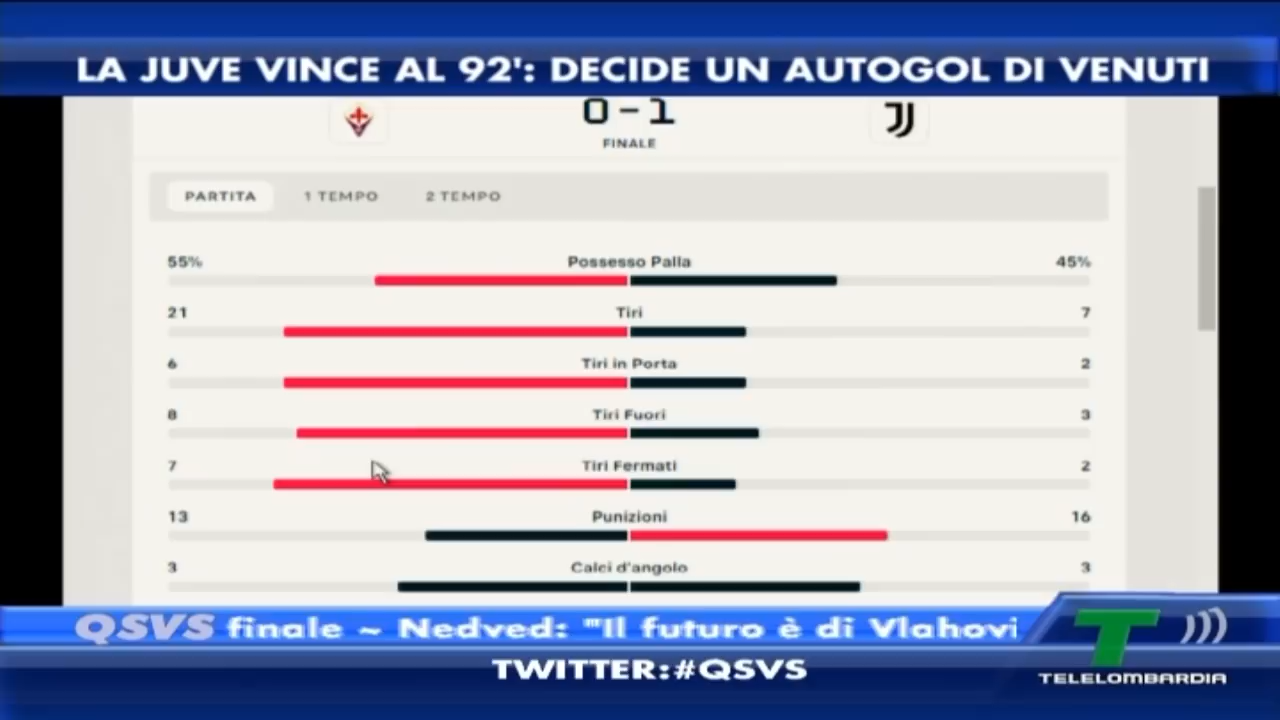 LA JUVE VINCE AL 92': DECIDE UN AUTOGOL DI VENUTI
0 - 1
FINALE
PARTITA 1 TEMPO 2 TEMPO
55% Possesso Palla 45%
21 Tiri 7
6 Tiri in Porta 2
8 Tiri Fuori 3
7 Tiri Fermati 2
13 Punizioni 16
3 Calci d'angolo 3
QSVS finale ~ Nedved: "Il futuro è di Vlahovi
TWITTER:#QSVS
T
TELELOMBARDIA